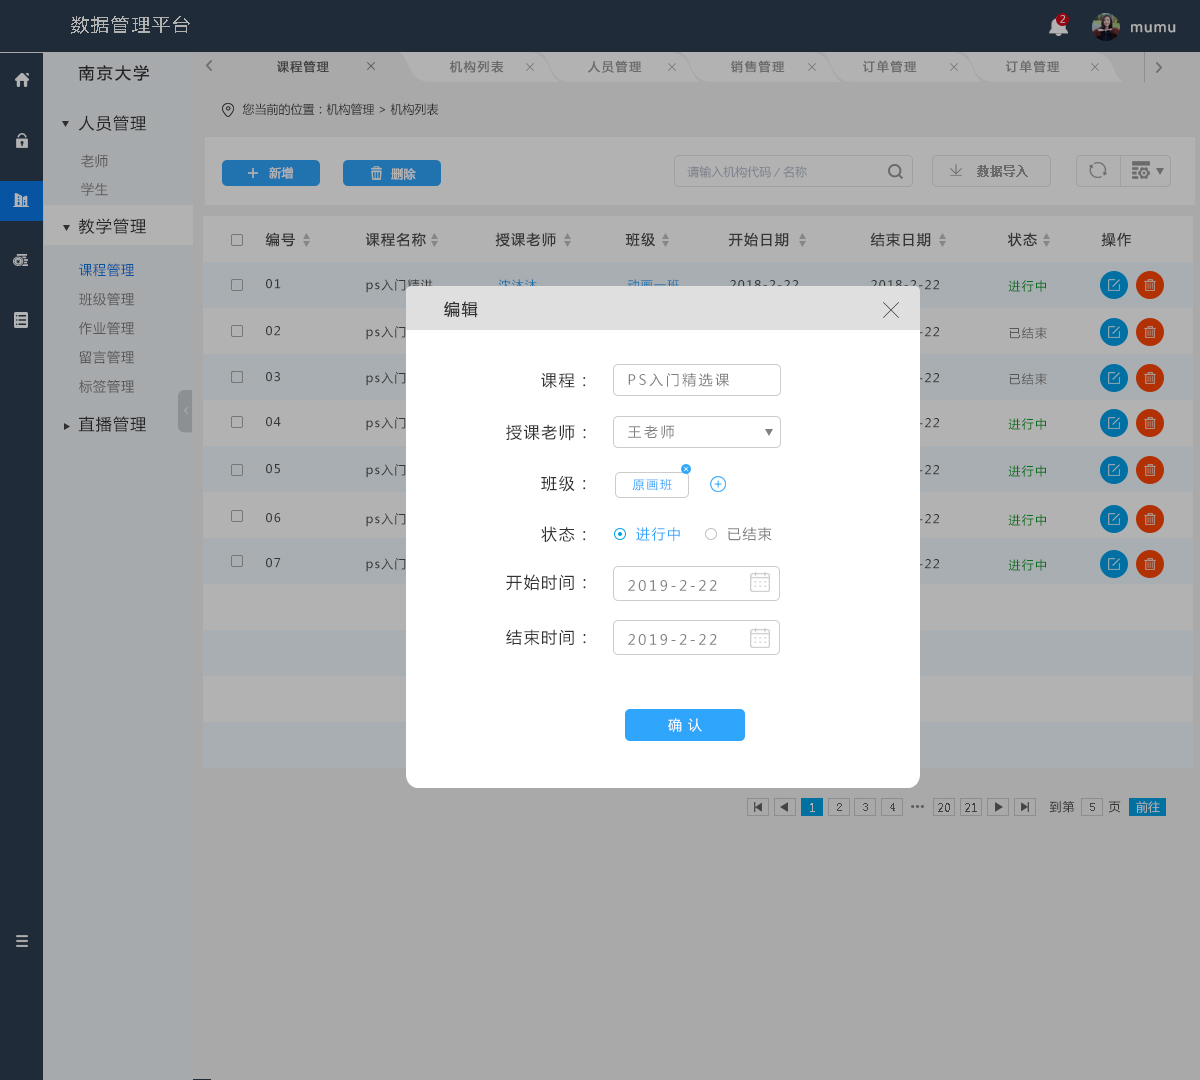 数据管理平台
2
mumu
南京大学
课程管理 机构列表 人员管理 销售管理 订单管理 订单管理
您当前的位置：机构管理 > 机构列表
人员管理
老师
学生
教学管理
课程管理
班级管理
作业管理
留言管理
标签管理
直播管理
新增 删除 请输入机构代码 / 名称 数据导入
编号 课程名称 授课老师 班级 开始日期 结束日期 状态 操作
01 ps入门精讲 沈沐沐 动画一班 2018-2-22 2018-2-22 进行中
02 ps入门 -22 已结束
03 ps入门 -22 已结束
04 ps入门 -22 进行中
05 ps入门 -22 进行中
06 ps入门 -22 进行中
07 ps入门 -22 进行中
编辑
课程： PS入门精选课
授课老师： 王老师
班级： 原画班
状态： 进行中 已结束
开始时间： 2019-2-22
结束时间： 2019-2-22
确 认
1 2 3 4 ··· 20 21 到第 5 页 前往